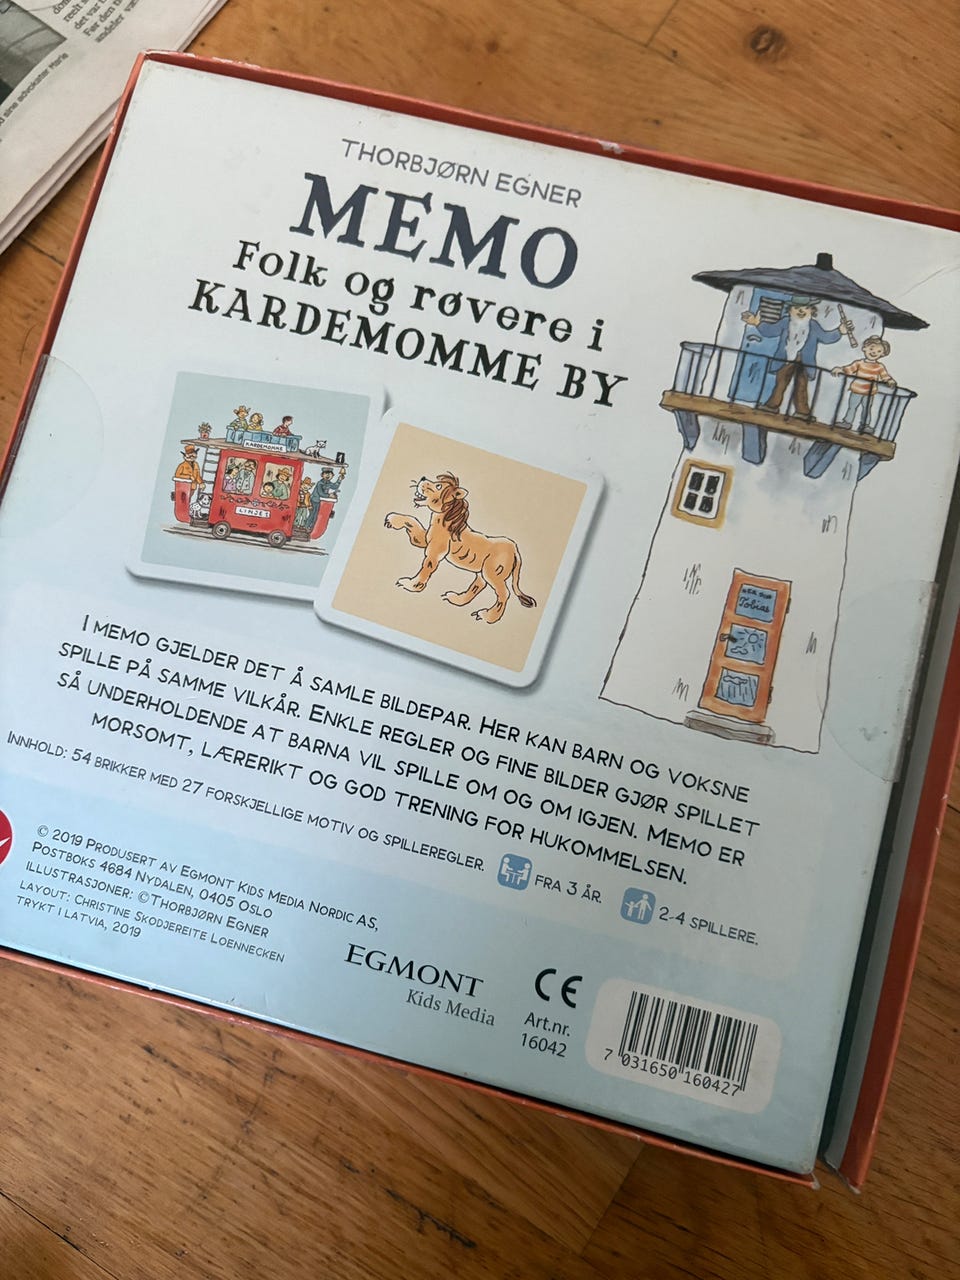 det var
THORBJØRN EGNER
MEMO
Folk og røvere i
KARDEMOMME BY
KARDEMOMME
LINJEN
Tobias
I MEMO GJELDER DET Å SAMLE BILDEPAR. HER KAN BARN OG VOKSNE
SPILLE PÅ SAMME VILKÅR. ENKLE REGLER OG FINE BILDER GJØR SPILLET
SÅ UNDERHOLDENDE AT BARNA VIL SPILLE OM OG OM IGJEN. MEMO ER
MORSOMT, LÆRERIKT OG GOD TRENING FOR HUKOMMELSEN.
INNHOLD: 54 BRIKKER MED 27 FORSKJELLIGE MOTIV OG SPILLEREGLER.
FRA 3 ÅR.
2-4 SPILLERE.
© 2019 PRODUSERT AV EGMONT KIDS MEDIA NORDIC AS,
POSTBOKS 4684 NYDALEN, 0405 OSLO
ILLUSTRASJONER: © THORBJØRN EGNER
LAYOUT: CHRISTINE SKODJEREITE LOENNECKEN
TRYKT I LATVIA, 2019
EGMONT
Kids Media
CE
Art.nr.
16042
7 031650 160427